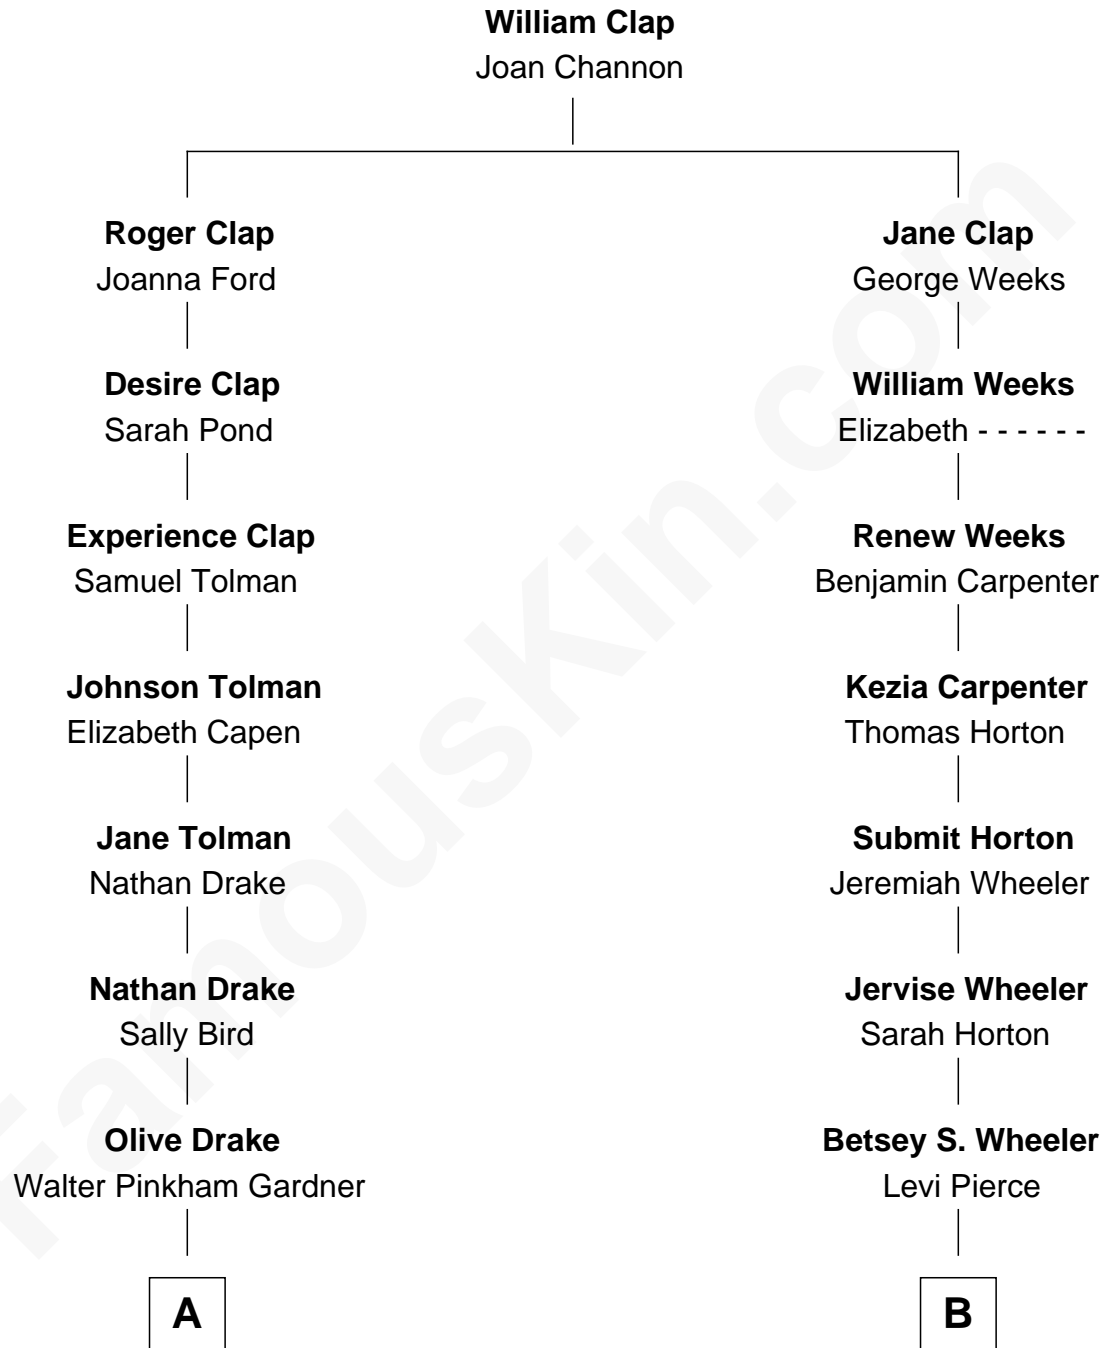 William Clap
Joan Channon
Roger Clap
Joanna Ford
Jane Clap
George Weeks
Desire Clap
Sarah Pond
William Weeks
Elizabeth - - - - - -
Experience Clap
Samuel Tolman
Renew Weeks
Benjamin Carpenter
Johnson Tolman
Elizabeth Capen
Kezia Carpenter
Thomas Horton
Jane Tolman
Nathan Drake
Submit Horton
Jeremiah Wheeler
Nathan Drake
Sally Bird
Jervise Wheeler
Sarah Horton
Olive Drake
Walter Pinkham Gardner
Betsey S. Wheeler
Levi Pierce
A
B
FamousKin.com